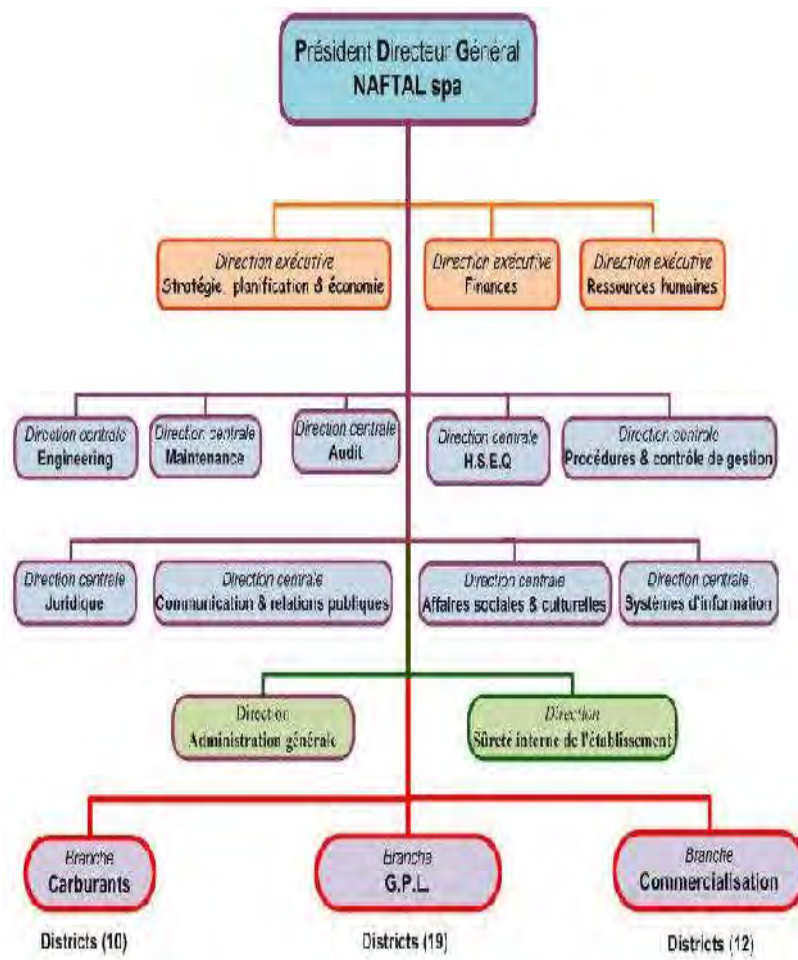 Président Directeur Général
NAFTAL spa
Direction exécutive
Stratégie, planification & économie
Direction exécutive
Finances
Direction exécutive
Ressources humaines
Direction centrale
Engineering
Direction centrale
Maintenance
Direction centrale
Audit
Direction centrale
H.S.E.Q
Direction centrale
Procédures & contrôle de gestion
Direction centrale
Juridique
Direction centrale
Communication & relations publiques
Direction centrale
Affaires sociales & culturelles
Direction centrale
Systèmes d'information
Direction
Administration générale
Direction
Sûreté interne de l'établissement
Branche
Carburants
Branche
G.P.L.
Branche
Commercialisation
Districts (10)
Districts (19)
Districts (12)